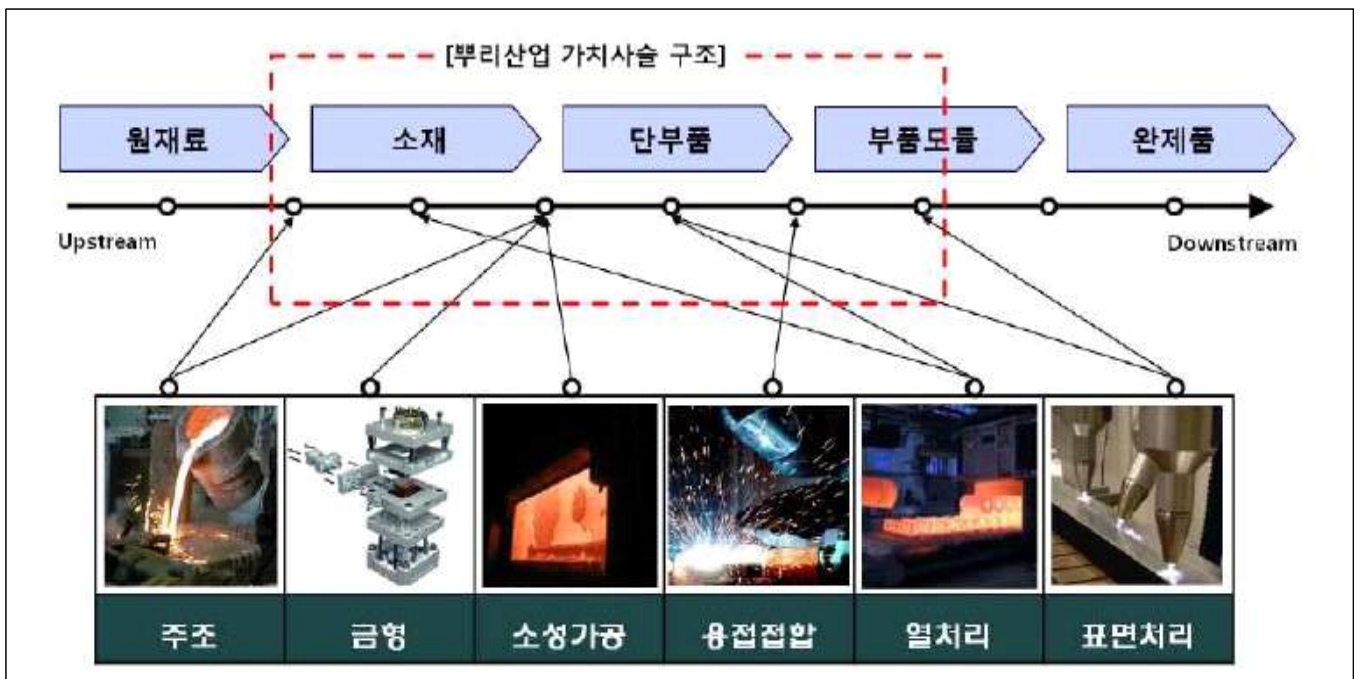 [뿌리산업 가치사슬 구조]
원재료 소재 단부품 부품모듈 완제품
Upstream Downstream
주조 금형 소성가공 용접접합 열처리 표면처리